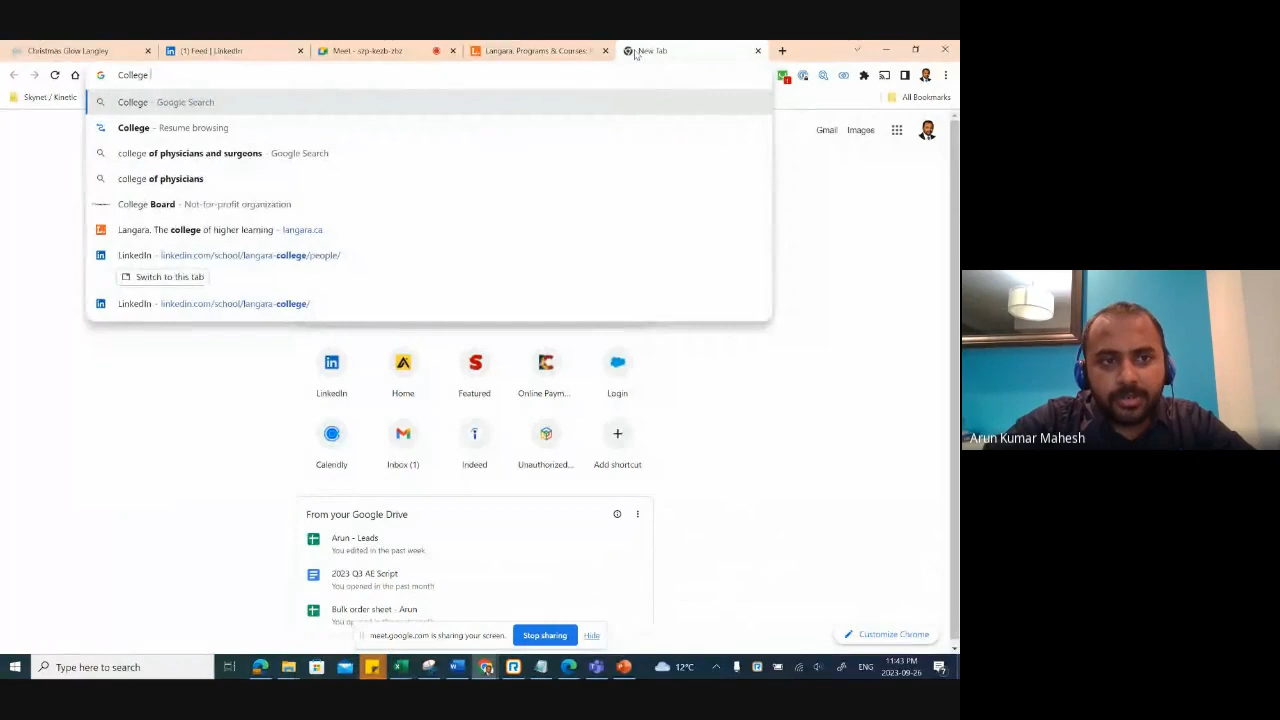 Christmas Glow Langley
(1) Feed | LinkedIn
Meet - szp-kezb-zbz
Langara. Programs & Courses:
New Tab
College
Skynet / Kinetic
All Bookmarks
College - Google Search
College - Resume browsing
college of physicians and surgeons - Google Search
college of physicians
College Board - Not-for-profit organization
Langara. The college of higher learning - langara.ca
LinkedIn - linkedin.com/school/langara-college/people/
Switch to this tab
LinkedIn - linkedin.com/school/langara-college/
Gmail Images
LinkedIn
Home
Featured
Online Paym...
Login
Calendly
Inbox (1)
Indeed
Unauthorized...
Add shortcut
From your Google Drive
Arun - Leads
You edited in the past week
2023 Q3 AE Script
You opened in the past month
Bulk order sheet - Arun
meet.google.com is sharing your screen.
Stop sharing
Hide
Customize Chrome
Type here to search
12°C
ENG
11:43 PM
2023-09-26
Arun Kumar Mahesh